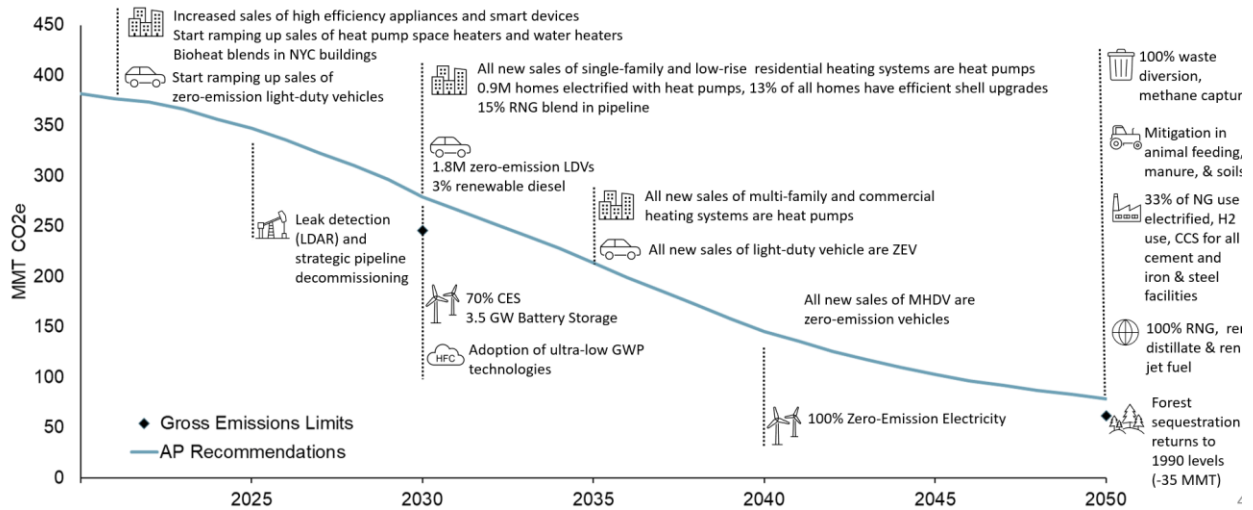 450
400
350
300
250
200
150
100
50
0
MMT CO2e
Increased sales of high efficiency appliances and smart devices
Start ramping up sales of heat pump space heaters and water heaters
Bioheat blends in NYC buildings
Start ramping up sales of
zero-emission light-duty vehicles
Leak detection
(LDAR) and
strategic pipeline
decommissioning
All new sales of single-family and low-rise residential heating systems are heat pumps
0.9M homes electrified with heat pumps, 13% of all homes have efficient shell upgrades
15% RNG blend in pipeline
1.8M zero-emission LDVs
3% renewable diesel
70% CES
3.5 GW Battery Storage
HFC
Adoption of ultra-low GWP
technologies
All new sales of multi-family and commercial
heating systems are heat pumps
All new sales of light-duty vehicle are ZEV
All new sales of MHDV are
zero-emission vehicles
100% Zero-Emission Electricity
100% waste
diversion,
methane captur
Mitigation in
animal feeding,
manure, & soils
33% of NG use
electrified, H2
use, CCS for all
cement and
iron & steel
facilities
100% RNG, ren
distillate & ren
jet fuel
Forest
sequestration
returns to
1990 levels
(-35 MMT)
Gross Emissions Limits
AP Recommendations
2025
2030
2035
2040
2045
2050
4